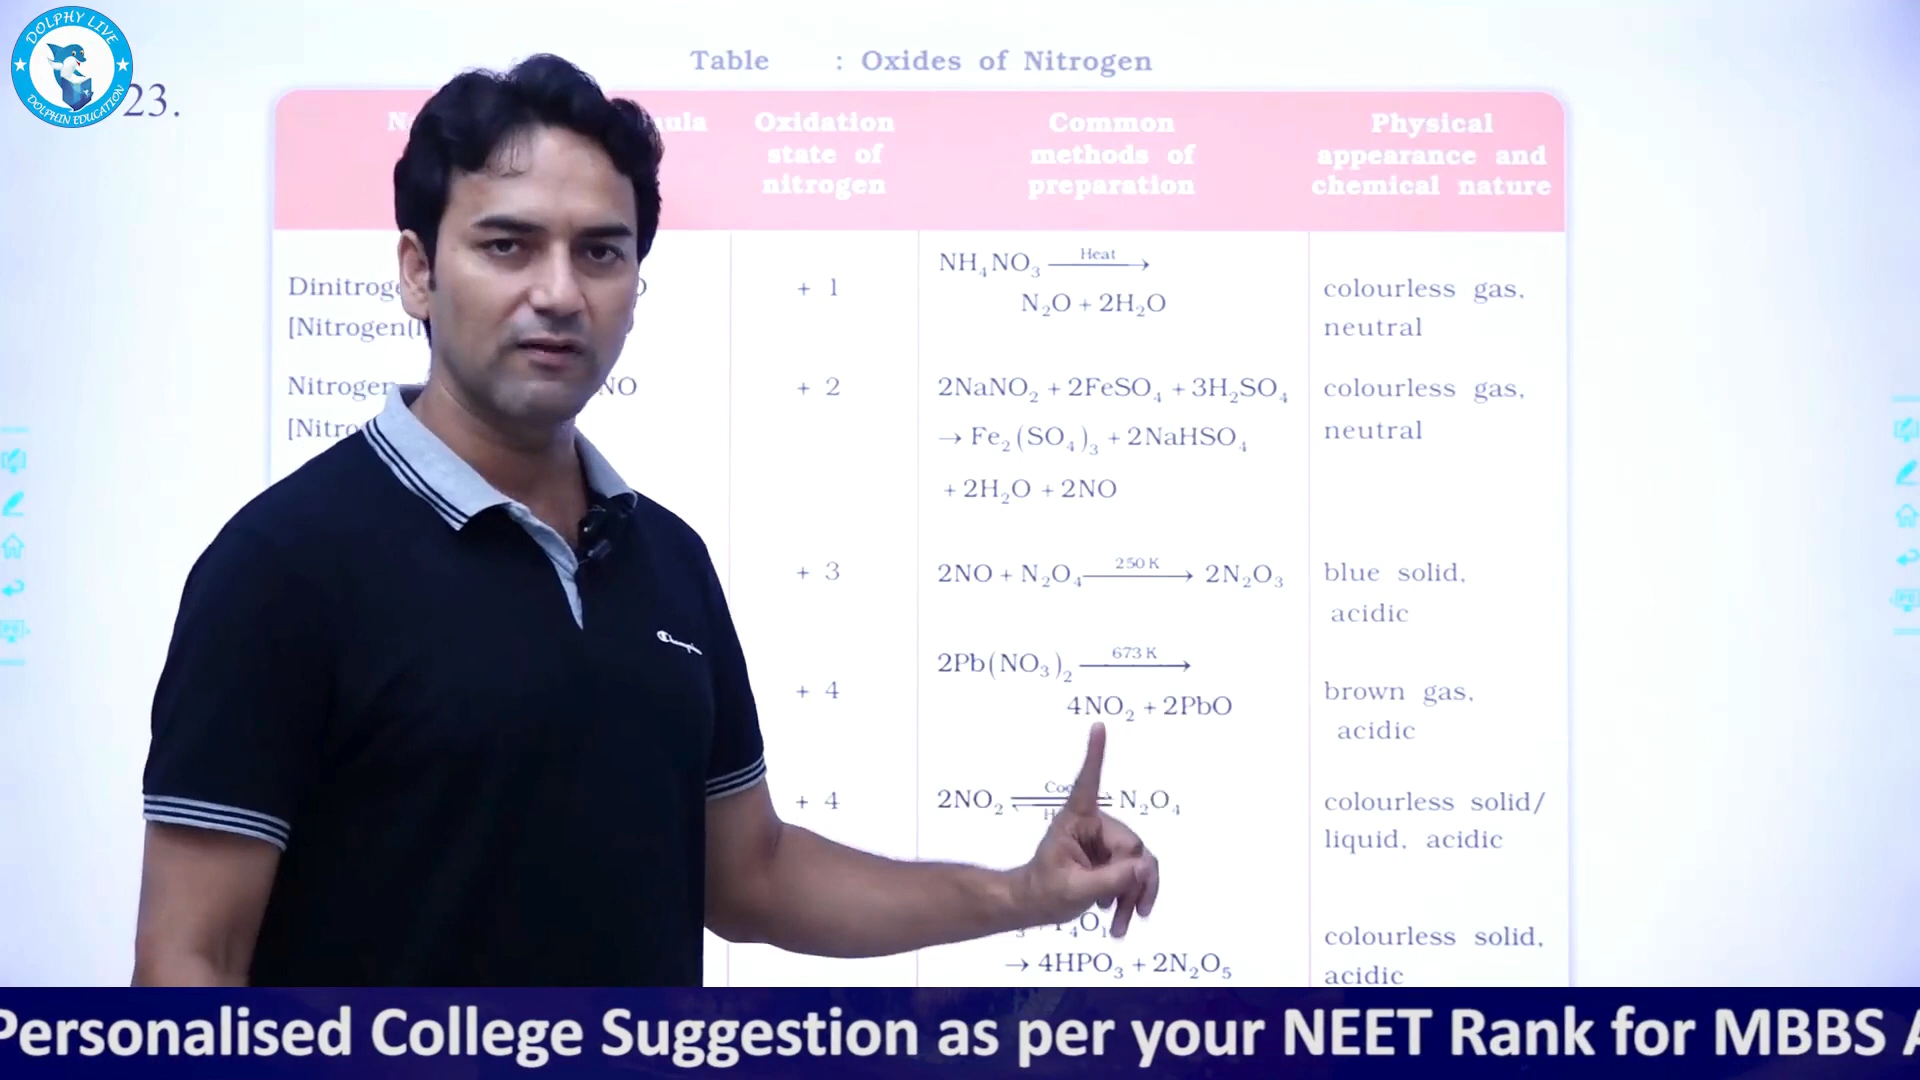 DOLPHY LIVE
DOLPHIN EDUCATION
23.
Table : Oxides of Nitrogen
Oxidation state of nitrogen
Common methods of preparation
Physical appearance and chemical nature
+ 1
NH₄NO₃ —Heat→
N₂O + 2H₂O
colourless gas,
neutral
[Nitrogen(I
NO
+ 2
2NaNO₂ + 2FeSO₄ + 3H₂SO₄
→ Fe₂(SO₄)₃ + 2NaHSO₄
+ 2H₂O + 2NO
colourless gas,
neutral
+ 3
2NO + N₂O₄ —250 K→ 2N₂O₃
blue solid,
acidic
+ 4
2Pb(NO₃)₂ —673 K→
4NO₂ + 2PbO
brown gas,
acidic
+ 4
2NO₂ ⇌ N₂O₄
colourless solid/
liquid, acidic
→ 4HPO₃ + 2N₂O₅
colourless solid,
acidic
Champion
Personalised College Suggestion as per your NEET Rank for MBBS A